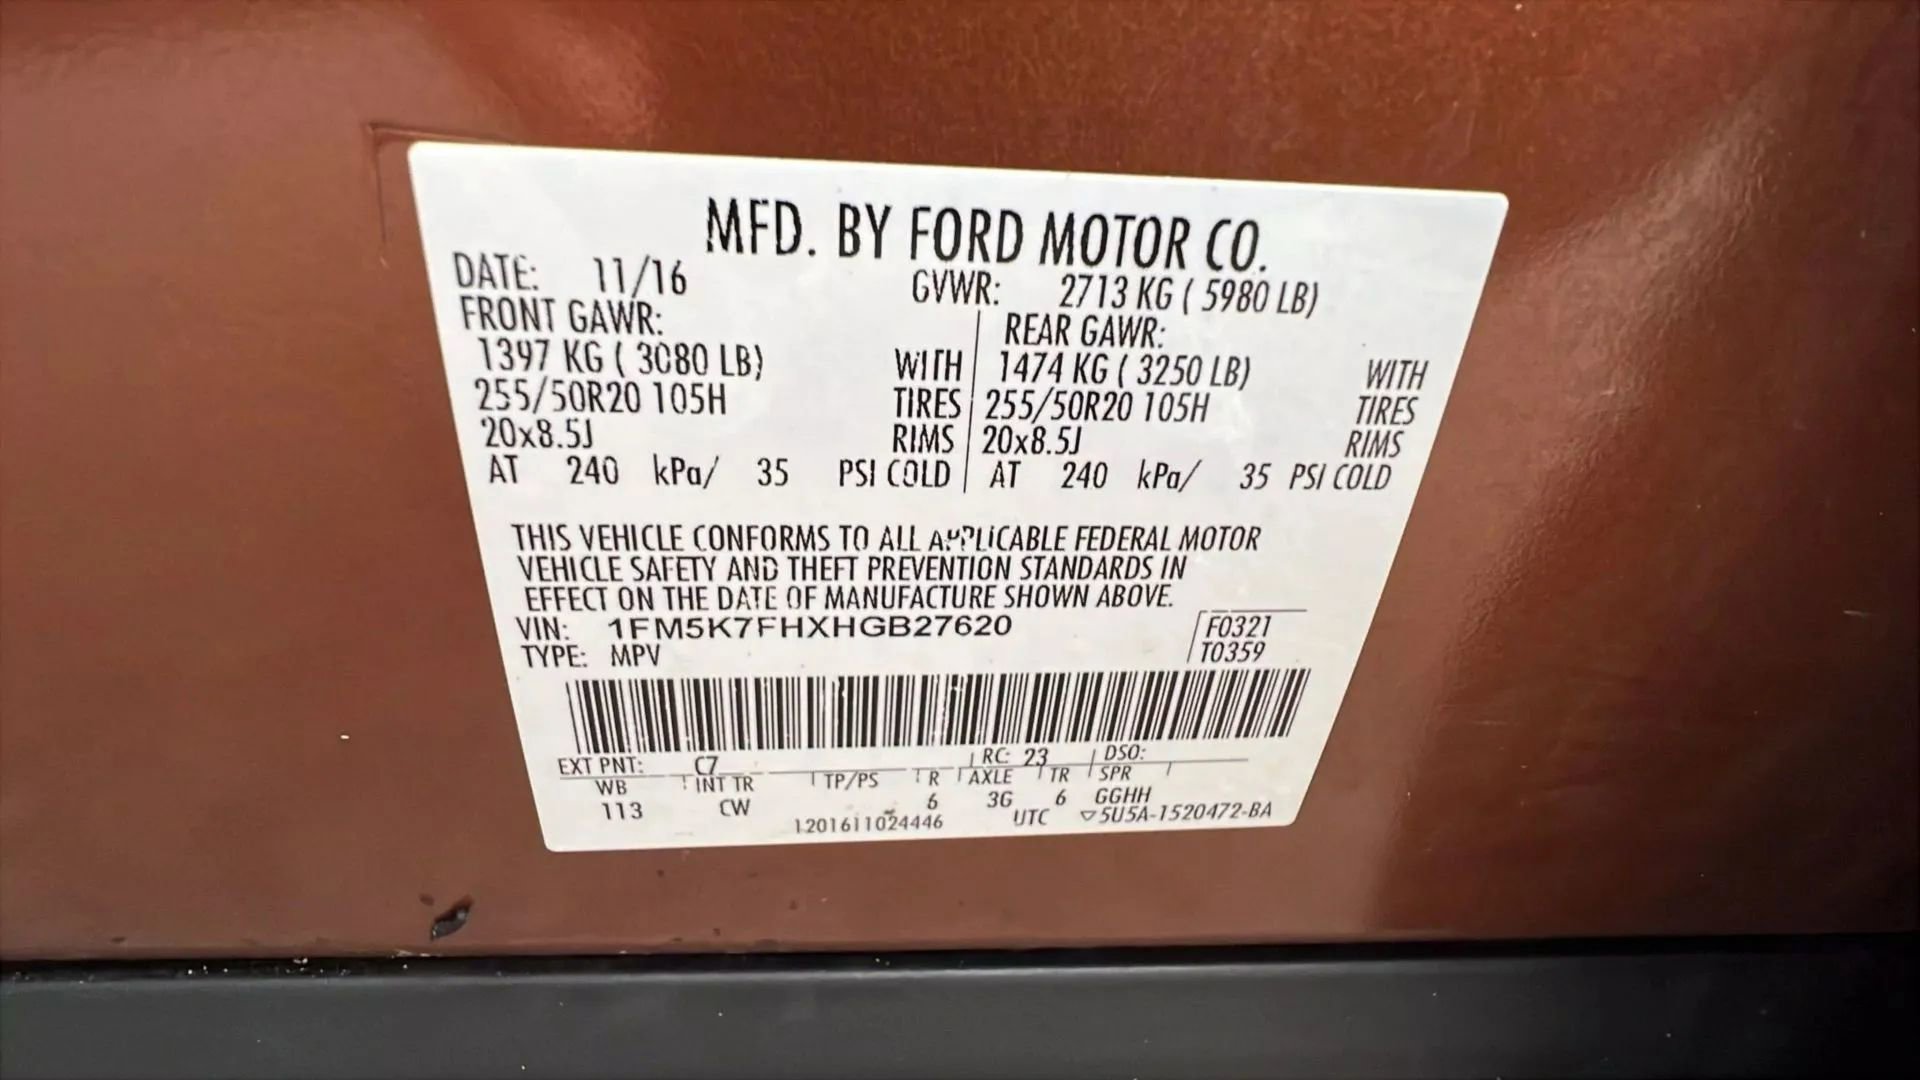 MFD. BY FORD MOTOR CO.
DATE: 11/16 GVWR: 2713 KG ( 5980 LB)
FRONT GAWR: REAR GAWR:
1397 KG ( 3080 LB) WITH 1474 KG ( 3250 LB) WITH
255/50R20 105H TIRES 255/50R20 105H TIRES
20x8.5J RIMS 20x8.5J RIMS
AT 240 kPa/ 35 PSI COLD AT 240 kPa/ 35 PSI COLD
THIS VEHICLE CONFORMS TO ALL APPLICABLE FEDERAL MOTOR
VEHICLE SAFETY AND THEFT PREVENTION STANDARDS IN
EFFECT ON THE DATE OF MANUFACTURE SHOWN ABOVE.
VIN: 1FM5K7FHXHGB27620 F0321
TYPE: MPV T0359
EXT PNT: C7 RC: 23 DSO:
WB INT TR TP/PS R AXLE TR SPR
113 CW 6 3G 6 GGHH
1201611024446 UTC ▽5U5A-1520472-BA